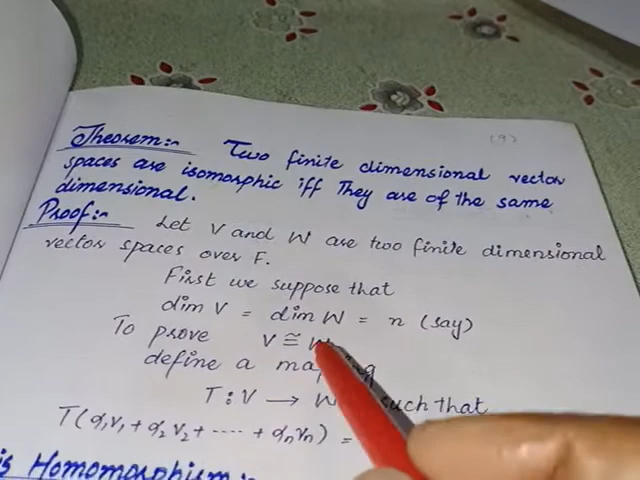 (9)
Theorem:- Two finite dimensional vector
spaces are isomorphic iff They are of the same
dimensional.
Proof:- Let V and W are two finite dimensional
vector spaces over F.
First we suppose that
dim V = dim W = n (say)
To prove V ≅ W
define a mapping
T : V → W such that
T(α₁v₁ + α₂v₂ + ---- + αₙvₙ) =
is Homomorphism:-